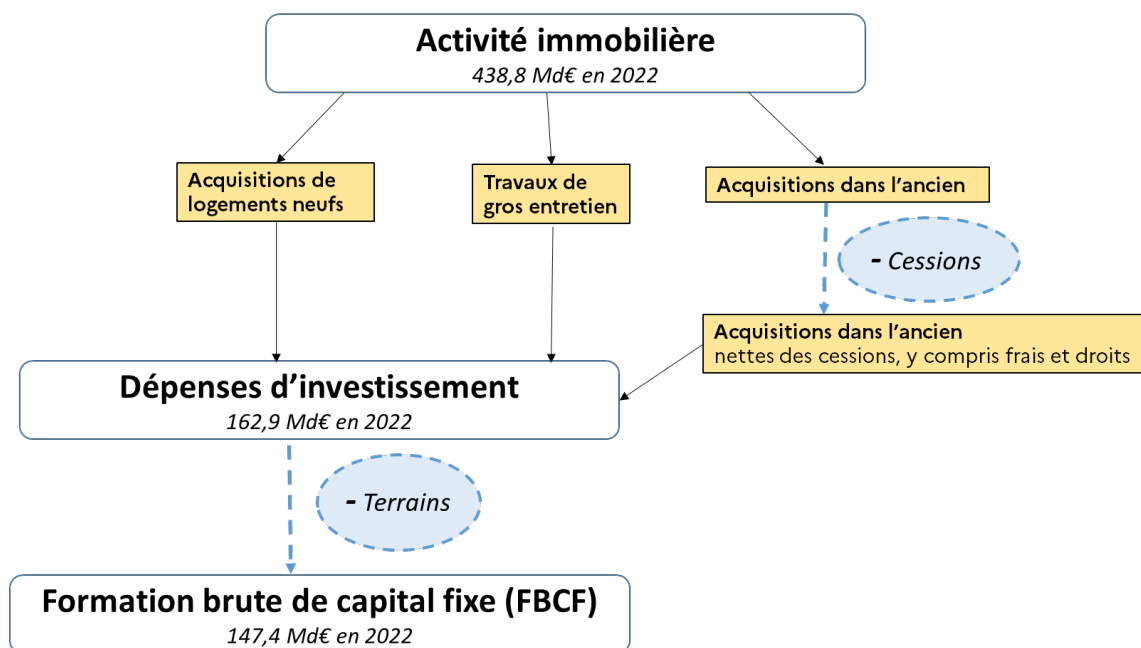 Activité immobilière
438,8 Md€ en 2022
Acquisitions de
logements neufs
Travaux de
gros entretien
Acquisitions dans l'ancien
- Cessions
Acquisitions dans l'ancien
nettes des cessions, y compris frais et droits
Dépenses d'investissement
162,9 Md€ en 2022
- Terrains
Formation brute de capital fixe (FBCF)
147,4 Md€ en 2022